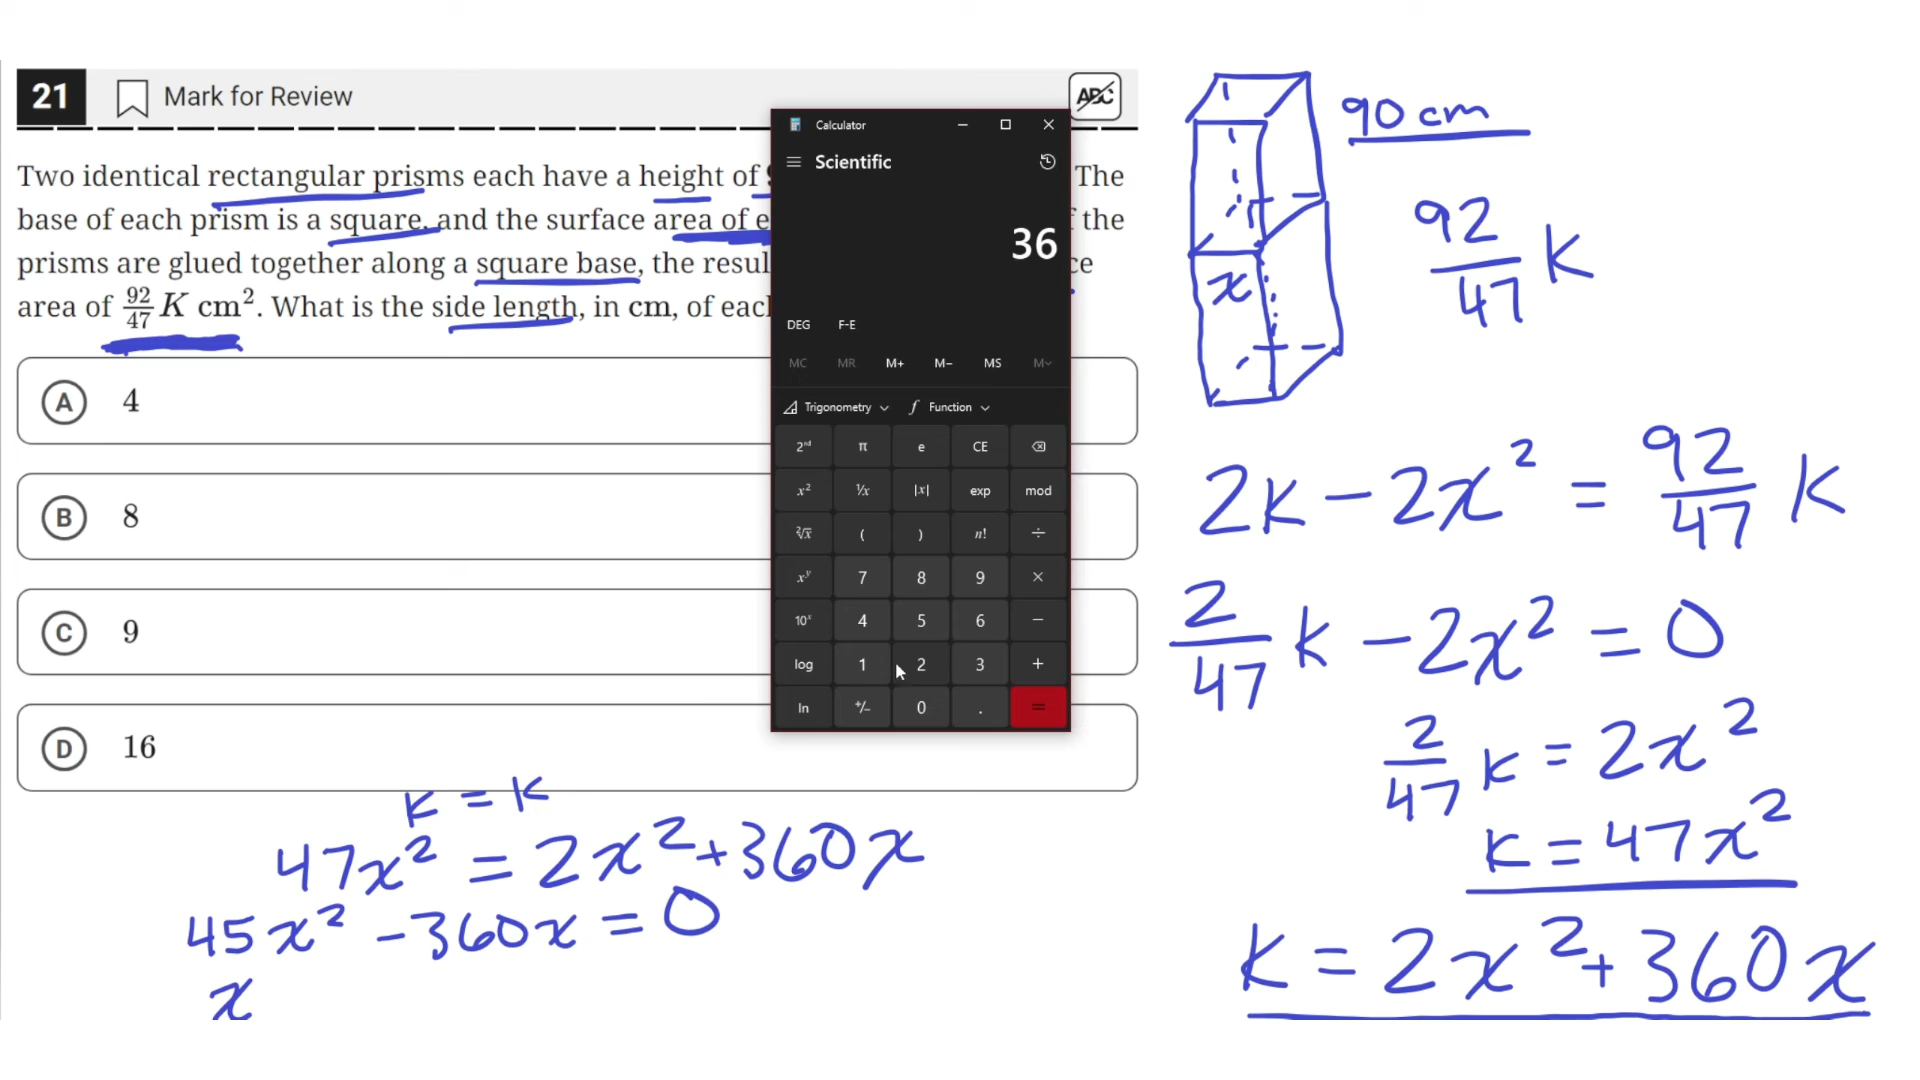 21 Mark for Review ABC
Two identical rectangular prisms each have a height of The
base of each prism is a square, and the surface area of the
prisms are glued together along a square base, the
area of 92/47 K cm². What is the side length, in cm, of
A 4
B 8
C 9
D 16
Calculator
Scientific
36
DEG F-E
MC MR M+ M− MS M
Trigonometry f Function
2ⁿᵈ π e CE
x² ¹/x |x| exp mod
²√x ( ) n! ÷
xʸ 7 8 9 ×
10ˣ 4 5 6 −
log 1 2 3 +
ln +/− 0 . =
90 cm
92/47 K
x
2K − 2x² = 92/47 K
2/47 K − 2x² = 0
2/47 K = 2x²
K = 47x²
K = 2x² + 360x
K = K
47x² = 2x² + 360x
45x² − 360x = 0
x